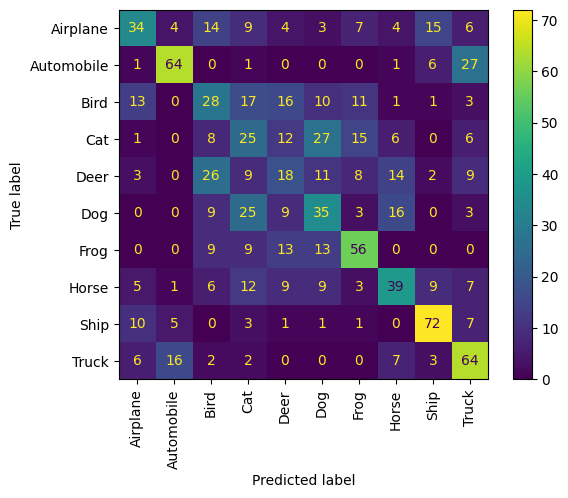 Airplane 34 4 14 9 4 3 7 4 15 6
Automobile 1 64 0 1 0 0 0 1 6 27
Bird 13 0 28 17 16 10 11 1 1 3
Cat 1 0 8 25 12 27 15 6 0 6
Deer 3 0 26 9 18 11 8 14 2 9
Dog 0 0 9 25 9 35 3 16 0 3
Frog 0 0 9 9 13 13 56 0 0 0
Horse 5 1 6 12 9 9 3 39 9 7
Ship 10 5 0 3 1 1 1 0 72 7
Truck 6 16 2 2 0 0 0 7 3 64
True label
Airplane Automobile Bird Cat Deer Dog Frog Horse Ship Truck
Predicted label
70
60
50
40
30
20
10
0